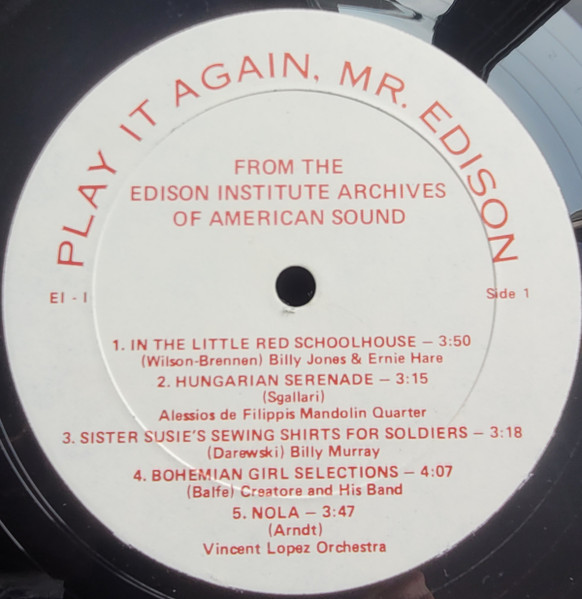 PLAY IT AGAIN, MR. EDISON
FROM THE
EDISON INSTITUTE ARCHIVES
OF AMERICAN SOUND
EI - I
Side 1
1. IN THE LITTLE RED SCHOOLHOUSE — 3:50
(Wilson-Brennen) Billy Jones & Ernie Hare
2. HUNGARIAN SERENADE — 3:15
(Sgallari)
Alessios de Filippis Mandolin Quarter
3. SISTER SUSIE'S SEWING SHIRTS FOR SOLDIERS — 3:18
(Darewski) Billy Murray
4. BOHEMIAN GIRL SELECTIONS — 4:07
(Balfe) Creatore and His Band
5. NOLA — 3:47
(Arndt)
Vincent Lopez Orchestra